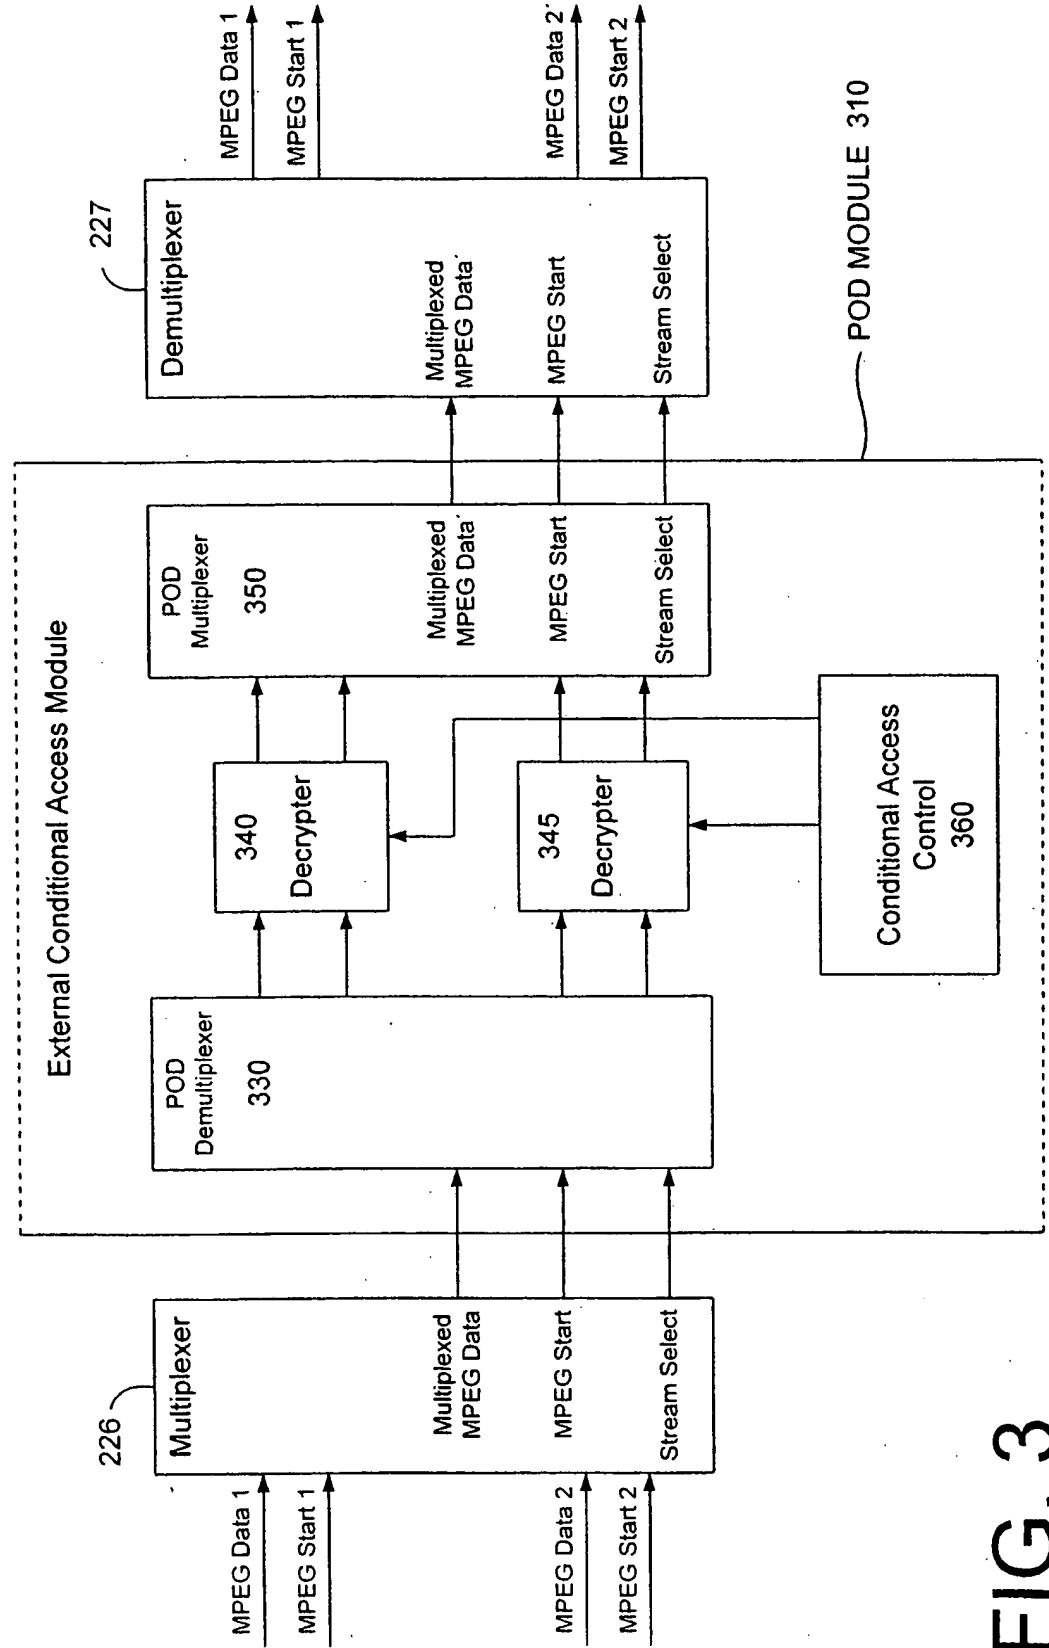 External Conditional Access Module
226
227
MPEG Data 1
MPEG Start 1
MPEG Data 2
MPEG Start 2
Multiplexer
Multiplexed
MPEG Data
MPEG Start
Stream Select
POD
Demultiplexer
330
340
Decrypter
345
Decrypter
Conditional Access
Control
360
POD
Multiplexer
350
Multiplexed
MPEG Data'
MPEG Start
Stream Select
Demultiplexer
Multiplexed
MPEG Data'
MPEG Start
Stream Select
MPEG Data 1
MPEG Start 1
MPEG Data 2'
MPEG Start 2
POD MODULE 310
FIG. 3